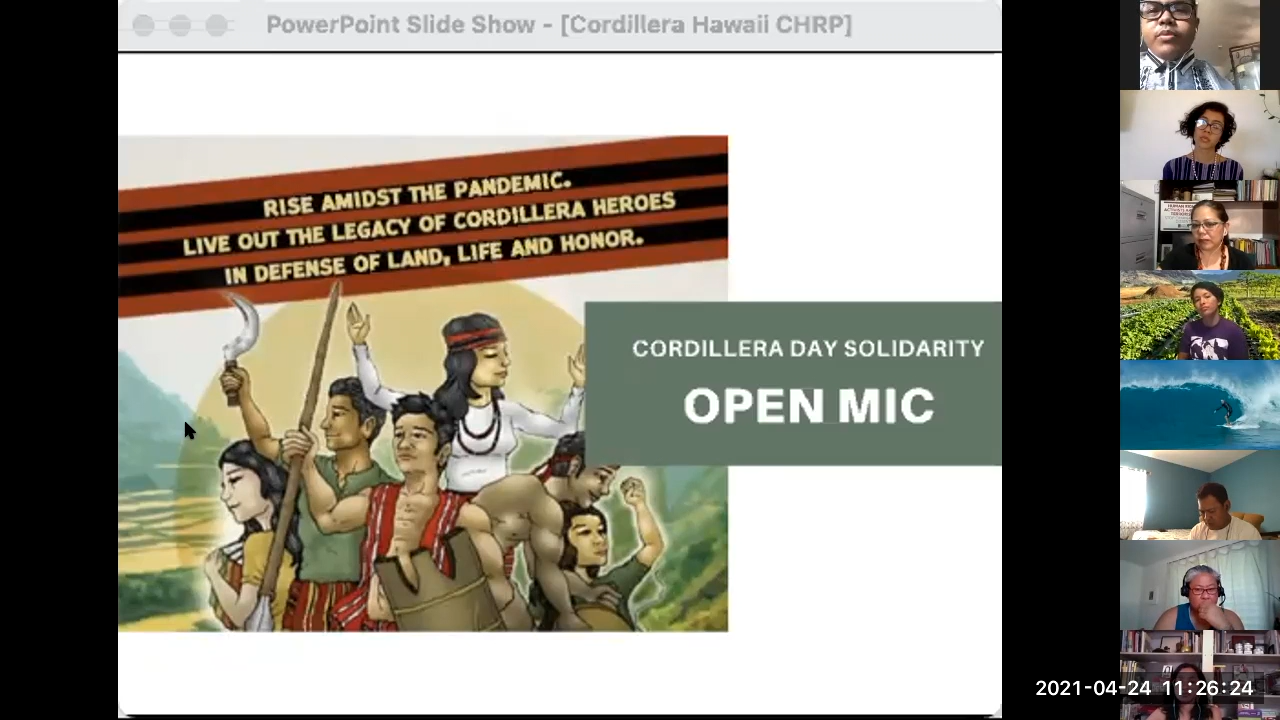 PowerPoint Slide Show - [Cordillera Hawaii CHRP]
RISE AMIDST THE PANDEMIC.
LIVE OUT THE LEGACY OF CORDILLERA HEROES
IN DEFENSE OF LAND, LIFE AND HONOR.
CORDILLERA DAY SOLIDARITY
OPEN MIC
2021-04-24 11:26:24